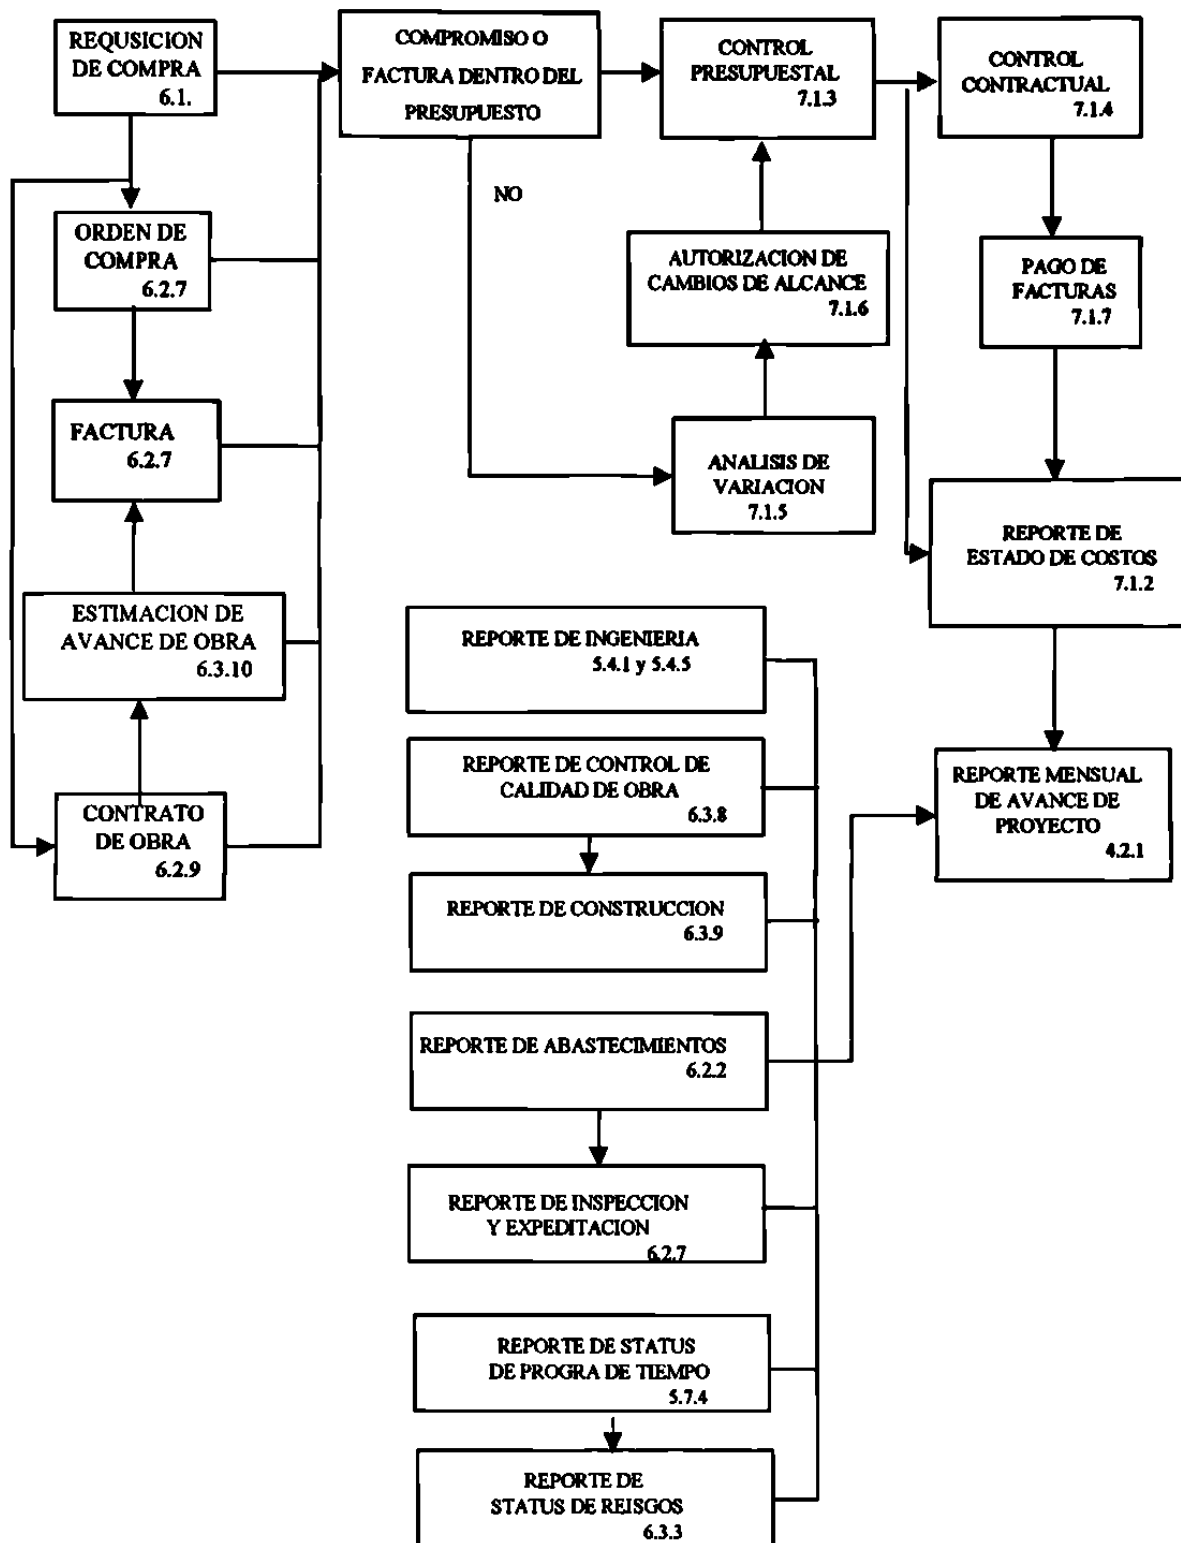 REQUSICION
DE COMPRA
6.1.
COMPROMISO O
FACTURA DENTRO DEL
PRESUPUESTO
CONTROL
PRESUPUESTAL
7.1.3
CONTROL
CONTRACTUAL
7.1.4
NO
ORDEN DE
COMPRA
6.2.7
AUTORIZACION DE
CAMBIOS DE ALCANCE
7.1.6
PAGO DE
FACTURAS
7.1.7
FACTURA
6.2.7
ANALISIS DE
VARIACION
7.1.5
REPORTE DE
ESTADO DE COSTOS
7.1.2
ESTIMACION DE
AVANCE DE OBRA
6.3.10
REPORTE DE INGENIERIA
5.4.1 y 5.4.5
REPORTE DE CONTROL DE
CALIDAD DE OBRA
6.3.8
REPORTE MENSUAL
DE AVANCE DE
PROYECTO
4.2.1
CONTRATO
DE OBRA
6.2.9
REPORTE DE CONSTRUCCION
6.3.9
REPORTE DE ABASTECIMIENTOS
6.2.2
REPORTE DE INSPECCION
Y EXPEDITACION
6.2.7
REPORTE DE STATUS
DE PROGRA DE TIEMPO
5.7.4
REPORTE DE
STATUS DE REISGOS
6.3.3